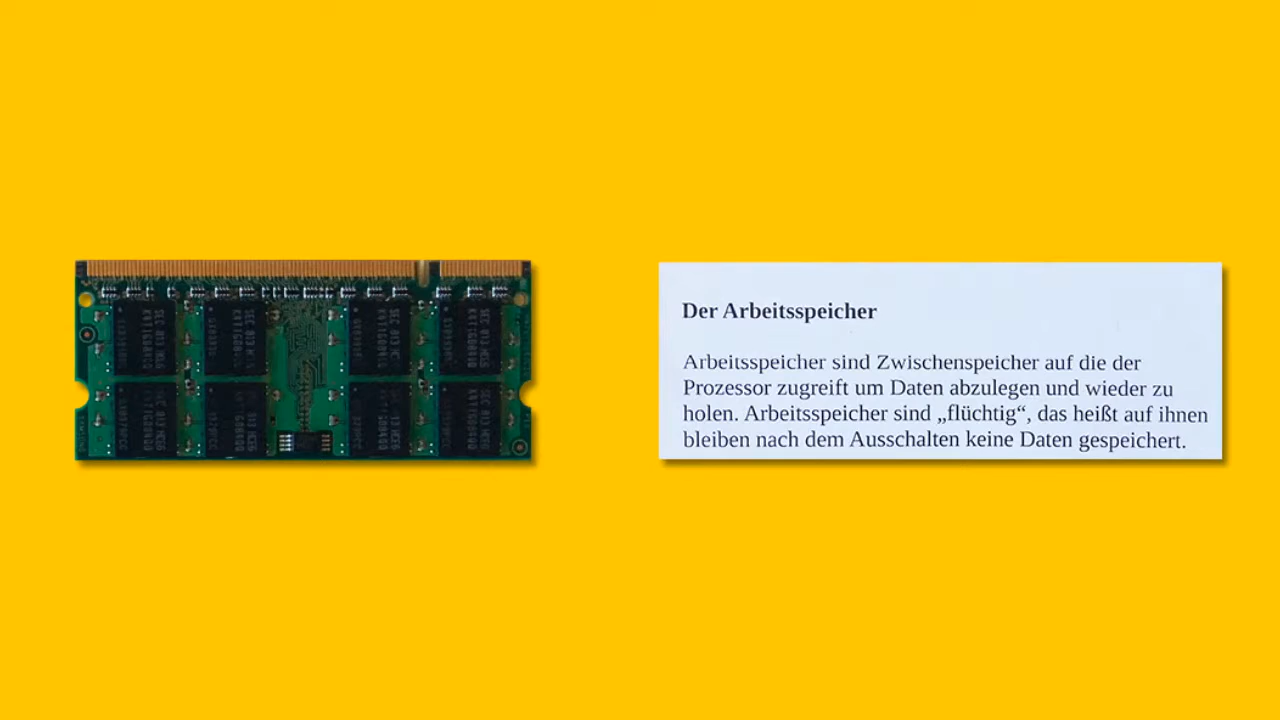 Der Arbeitsspeicher
Arbeitsspeicher sind Zwischenspeicher auf die der
Prozessor zugreift um Daten abzulegen und wieder zu
holen. Arbeitsspeicher sind „flüchtig“, das heißt auf ihnen
bleiben nach dem Ausschalten keine Daten gespeichert.